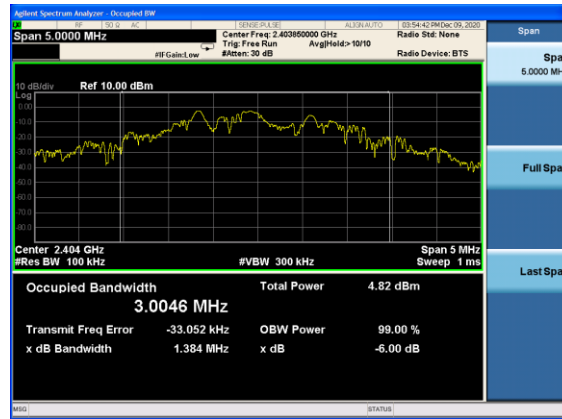 Agilent Spectrum Analyzer - Occupied BW
RF 50 Ω AC SENSE:PULSE ALIGN AUTO 03:54:42 PM Dec 09, 2020
Span 5.0000 MHz
Center Freq: 2.403850000 GHz Radio Std: None
Trig: Free Run Avg|Hold:> 10/10
#IFGain:Low #Atten: 30 dB Radio Device: BTS
10 dB/div Ref 10.00 dBm
Log
0.00
-10.0
-20.0
-30.0
-40.0
-50.0
-60.0
-70.0
-80.0
Center 2.404 GHz Span 5 MHz
#Res BW 100 kHz #VBW 300 kHz Sweep 1 ms
Occupied Bandwidth Total Power 4.82 dBm
3.0046 MHz
Transmit Freq Error -33.052 kHz OBW Power 99.00 %
x dB Bandwidth 1.384 MHz x dB -6.00 dB
MSG STATUS
Span
Spa
5.0000 MH
Full Spa
Last Spa